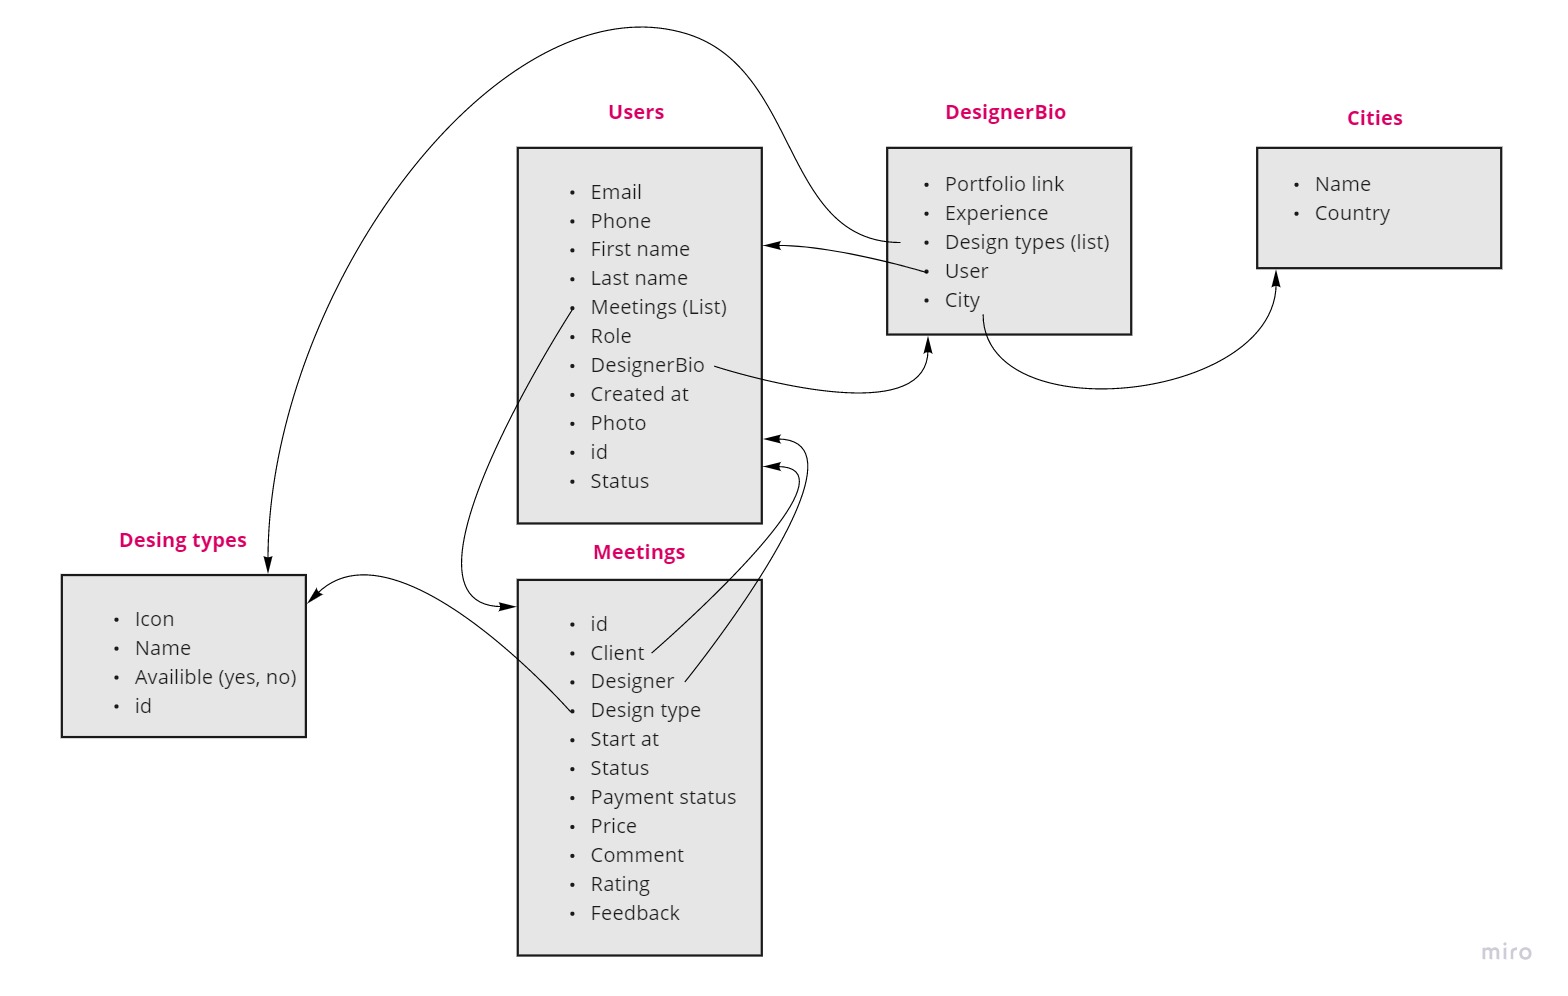 Users
Email
Phone
First name
Last name
Meetings (List)
Role
DesignerBio
Created at
Photo
id
Status
DesignerBio
Portfolio link
Experience
Design types (list)
User
City
Cities
Name
Country
Desing types
Icon
Name
Availible (yes, no)
id
Meetings
id
Client
Designer
Design type
Start at
Status
Payment status
Price
Comment
Rating
Feedback
miro